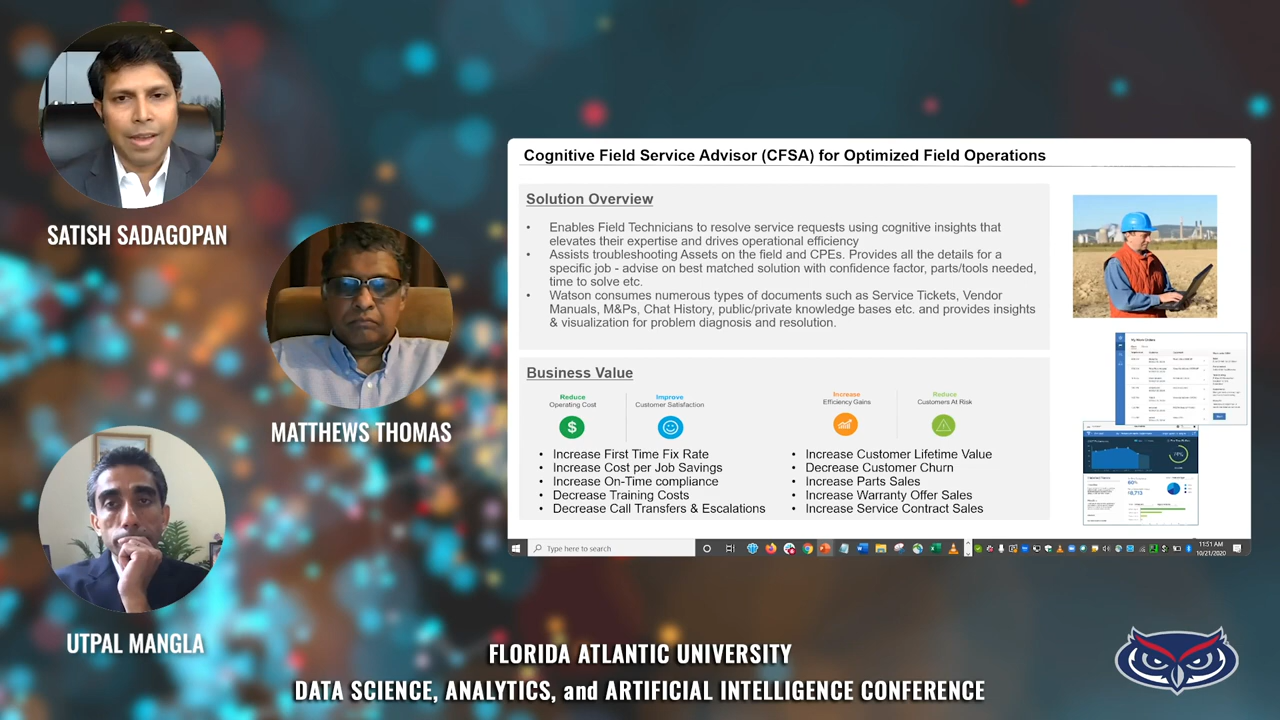 SATISH SADAGOPAN
MATTHEWS THOMAS
UTPAL MANGLA
Cognitive Field Service Advisor (CFSA) for Optimized Field Operations
Solution Overview
• Enables Field Technicians to resolve service requests using cognitive insights that
elevates their expertise and drives operational efficiency
• Assists troubleshooting Assets on the field and CPEs. Provides all the details for a
specific job - advise on best matched solution with confidence factor, parts/tools needed,
time to solve etc.
• Watson consumes numerous types of documents such as Service Tickets, Vendor
Manuals, M&Ps, Chat History, public/private knowledge bases etc. and provides insights
& visualization for problem diagnosis and resolution.
Business Value
Reduce
Operating Cost
Improve
Customer Satisfaction
Increase
Efficiency Gains
Reduce
Customers At Risk
$
• Increase First Time Fix Rate
• Increase Cost per Job Savings
• Increase On-Time compliance
• Decrease Training Costs
• Decrease Call Transfers & Escalations
• Increase Customer Lifetime Value
• Decrease Customer Churn
• Increase Parts Sales
• Increase Warranty Offer Sales
• Increase Service Contract Sales
Type here to search
11:51 AM
10/21/2020
FLORIDA ATLANTIC UNIVERSITY
DATA SCIENCE, ANALYTICS, and ARTIFICIAL INTELLIGENCE CONFERENCE